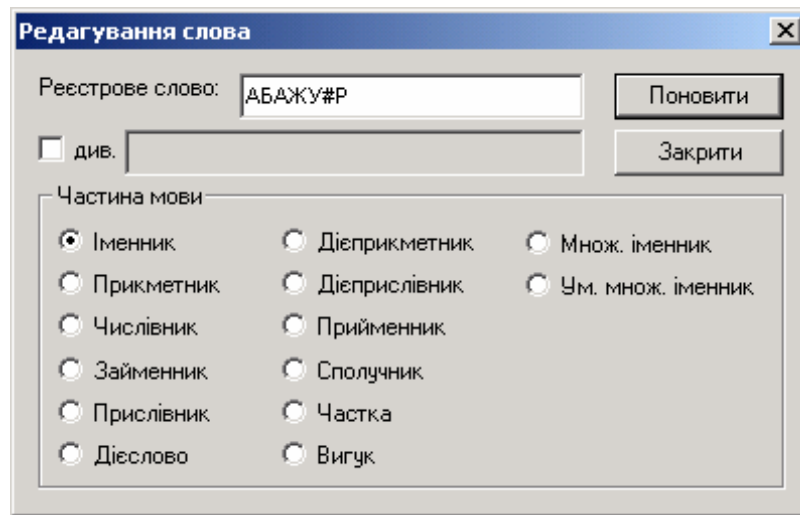 Редагування слова
Реєстрове слово: АБАЖУ#Р Поновити
див. Закрити
Частина мови
Іменник Дієприкметник Множ. іменник
Прикметник Дієприслівник Ум. множ. іменник
Числівник Прийменник
Займенник Сполучник
Прислівник Частка
Дієслово Вигук